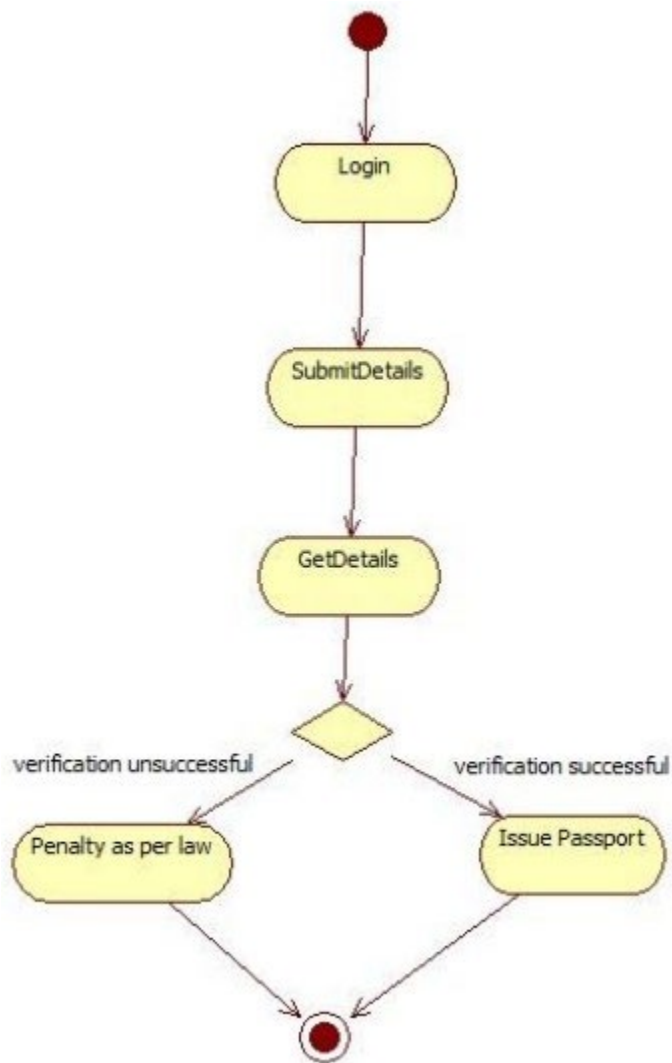 Login
SubmitDetails
GetDetails
verification unsuccessful
verification successful
Penalty as per law
Issue Passport